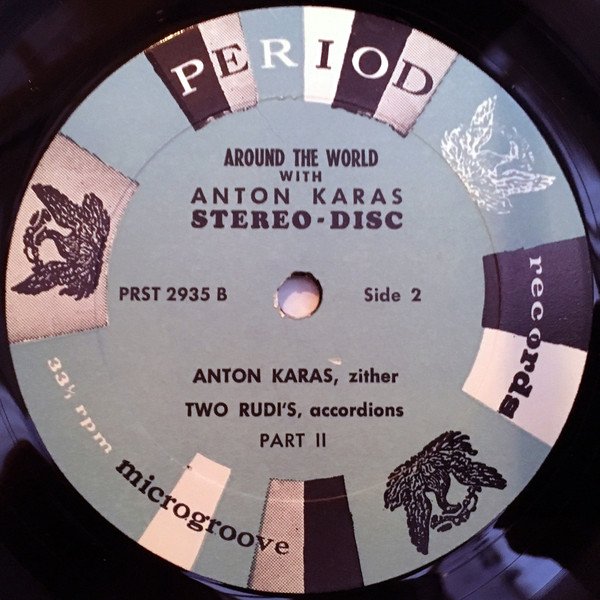 PERIOD
AROUND THE WORLD
WITH
ANTON KARAS
STEREO-DISC
PRST 2935 B
Side 2
records
ANTON KARAS, zither
TWO RUDI'S, accordions
PART II
33⅓ rpm
microgroove